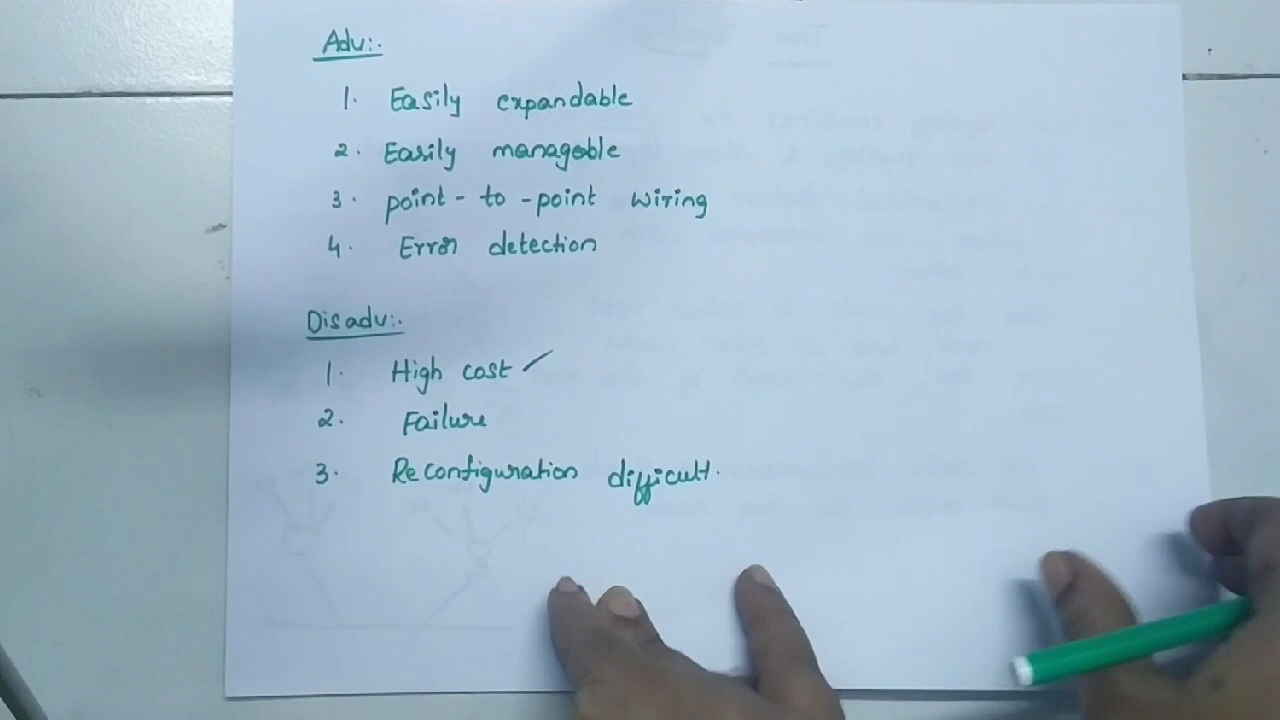 Adv:.
1. Easily expandable
2. Easily managable
3. point-to-point wiring
4. Error detection
Disadv:.
1. High cost
2. Failure
3. Reconfiguration difficult.